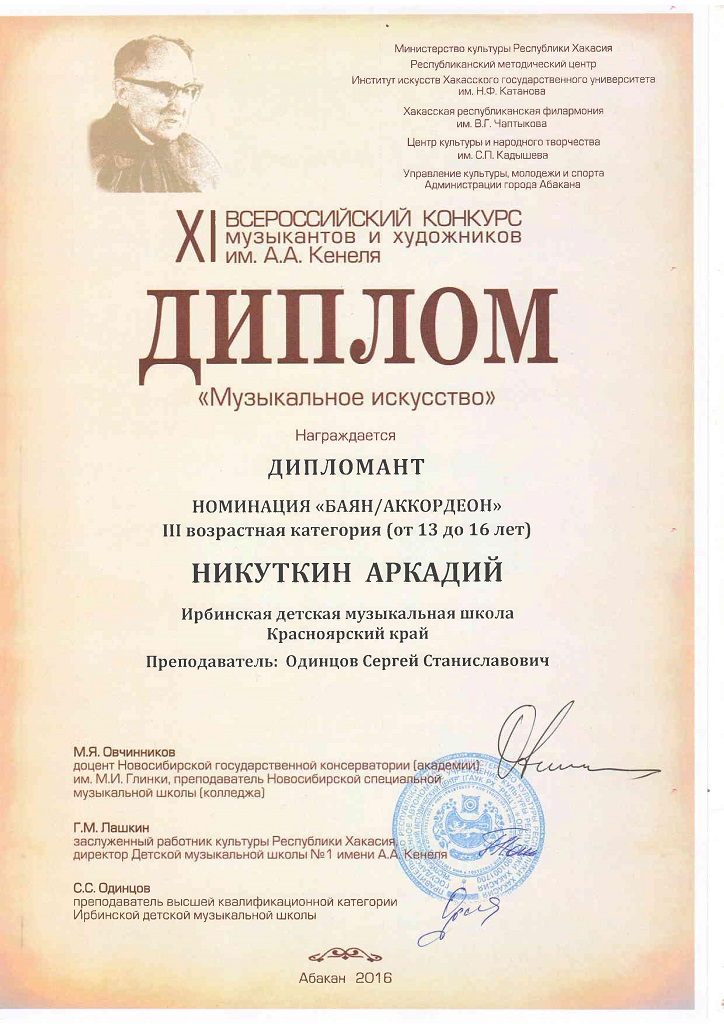 Министерство культуры Республики Хакасия
Республиканский методический центр
Институт искусств Хакасского государственного университета
им. Н.Ф. Катанова
Хакасская республиканская филармония
им. В.Г. Чаптыкова
Центр культуры и народного творчества
им. С.П. Кадышева
Управление культуры, молодежи и спорта
Администрации города Абакана
XI ВСЕРОССИЙСКИЙ КОНКУРС
музыкантов и художников
им. А.А. Кенеля
ДИПЛОМ
«Музыкальное искусство»
Награждается
ДИПЛОМАНТ
НОМИНАЦИЯ «БАЯН/АККОРДЕОН»
III возрастная категория (от 13 до 16 лет)
НИКУТКИН АРКАДИЙ
Ирбинская детская музыкальная школа
Красноярский край
Преподаватель: Одинцов Сергей Станиславович
М.Я. Овчинников
доцент Новосибирской государственной консерватории (академии)
им. М.И. Глинки, преподаватель Новосибирской специальной
музыкальной школы (колледжа)
Г.М. Лашкин
заслуженный работник культуры Республики Хакасия,
директор Детской музыкальной школы №1 имени А.А. Кенеля
С.С. Одинцов
преподаватель высшей квалификационной категории
Ирбинской детской музыкальной школы
Абакан 2016